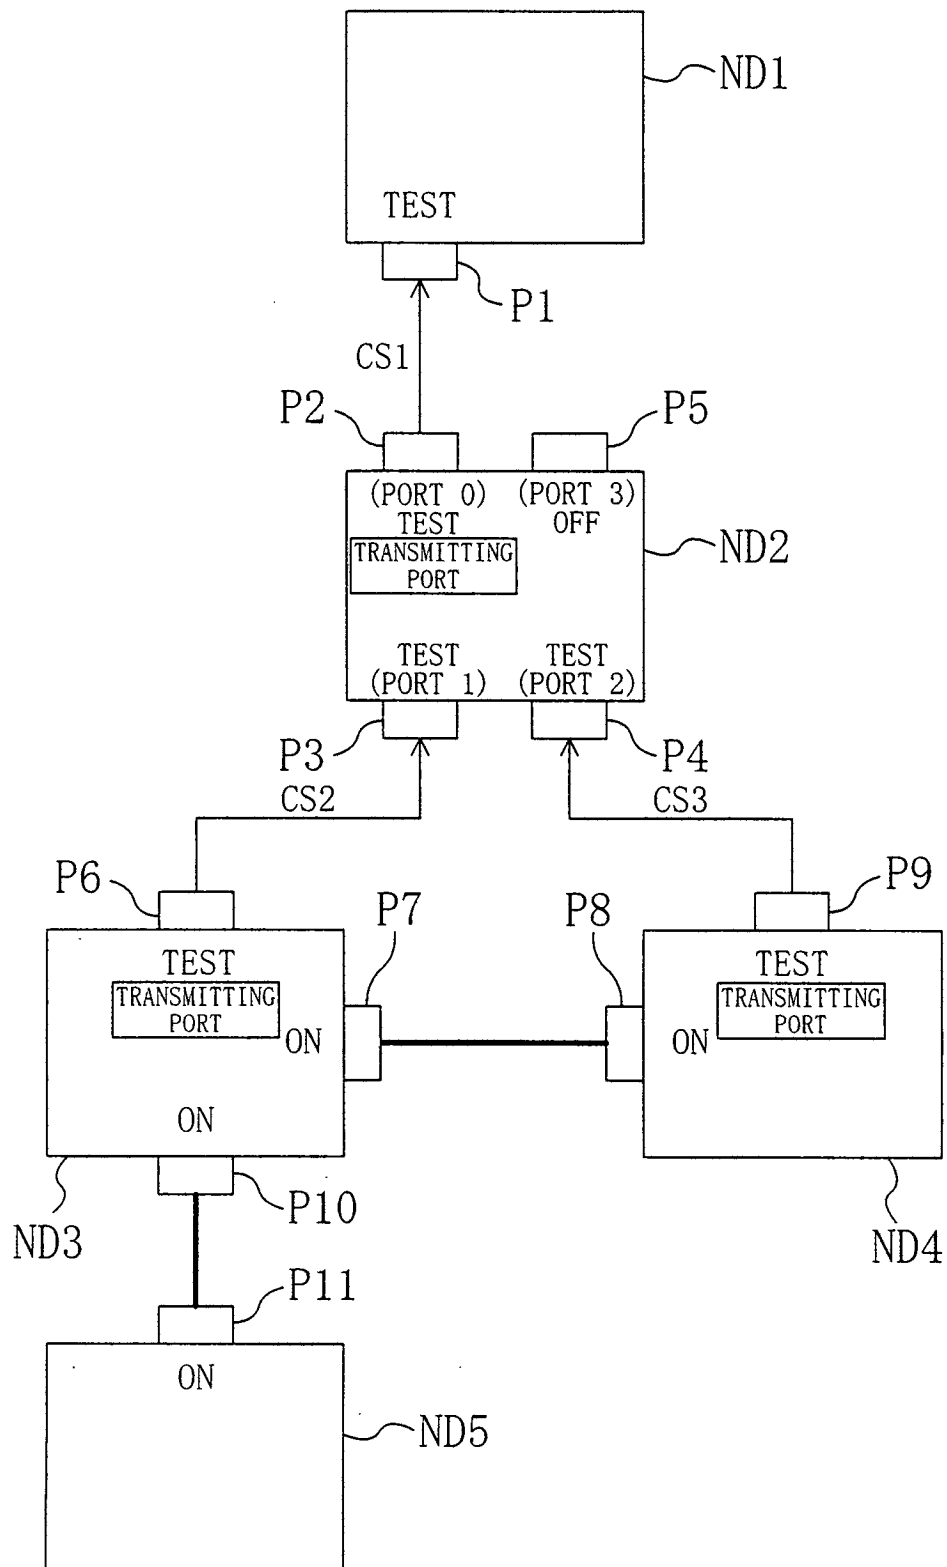 ND1
TEST
P1
CS1
P2
P5
(PORT 0)
(PORT 3)
TEST
OFF
TRANSMITTING
PORT
ND2
TEST
TEST
(PORT 1)
(PORT 2)
P3
P4
CS2
CS3
P6
P7
P8
P9
TEST
TRANSMITTING
PORT
ON
ON
TEST
TRANSMITTING
PORT
ON
P10
ND3
ND4
P11
ON
ND5